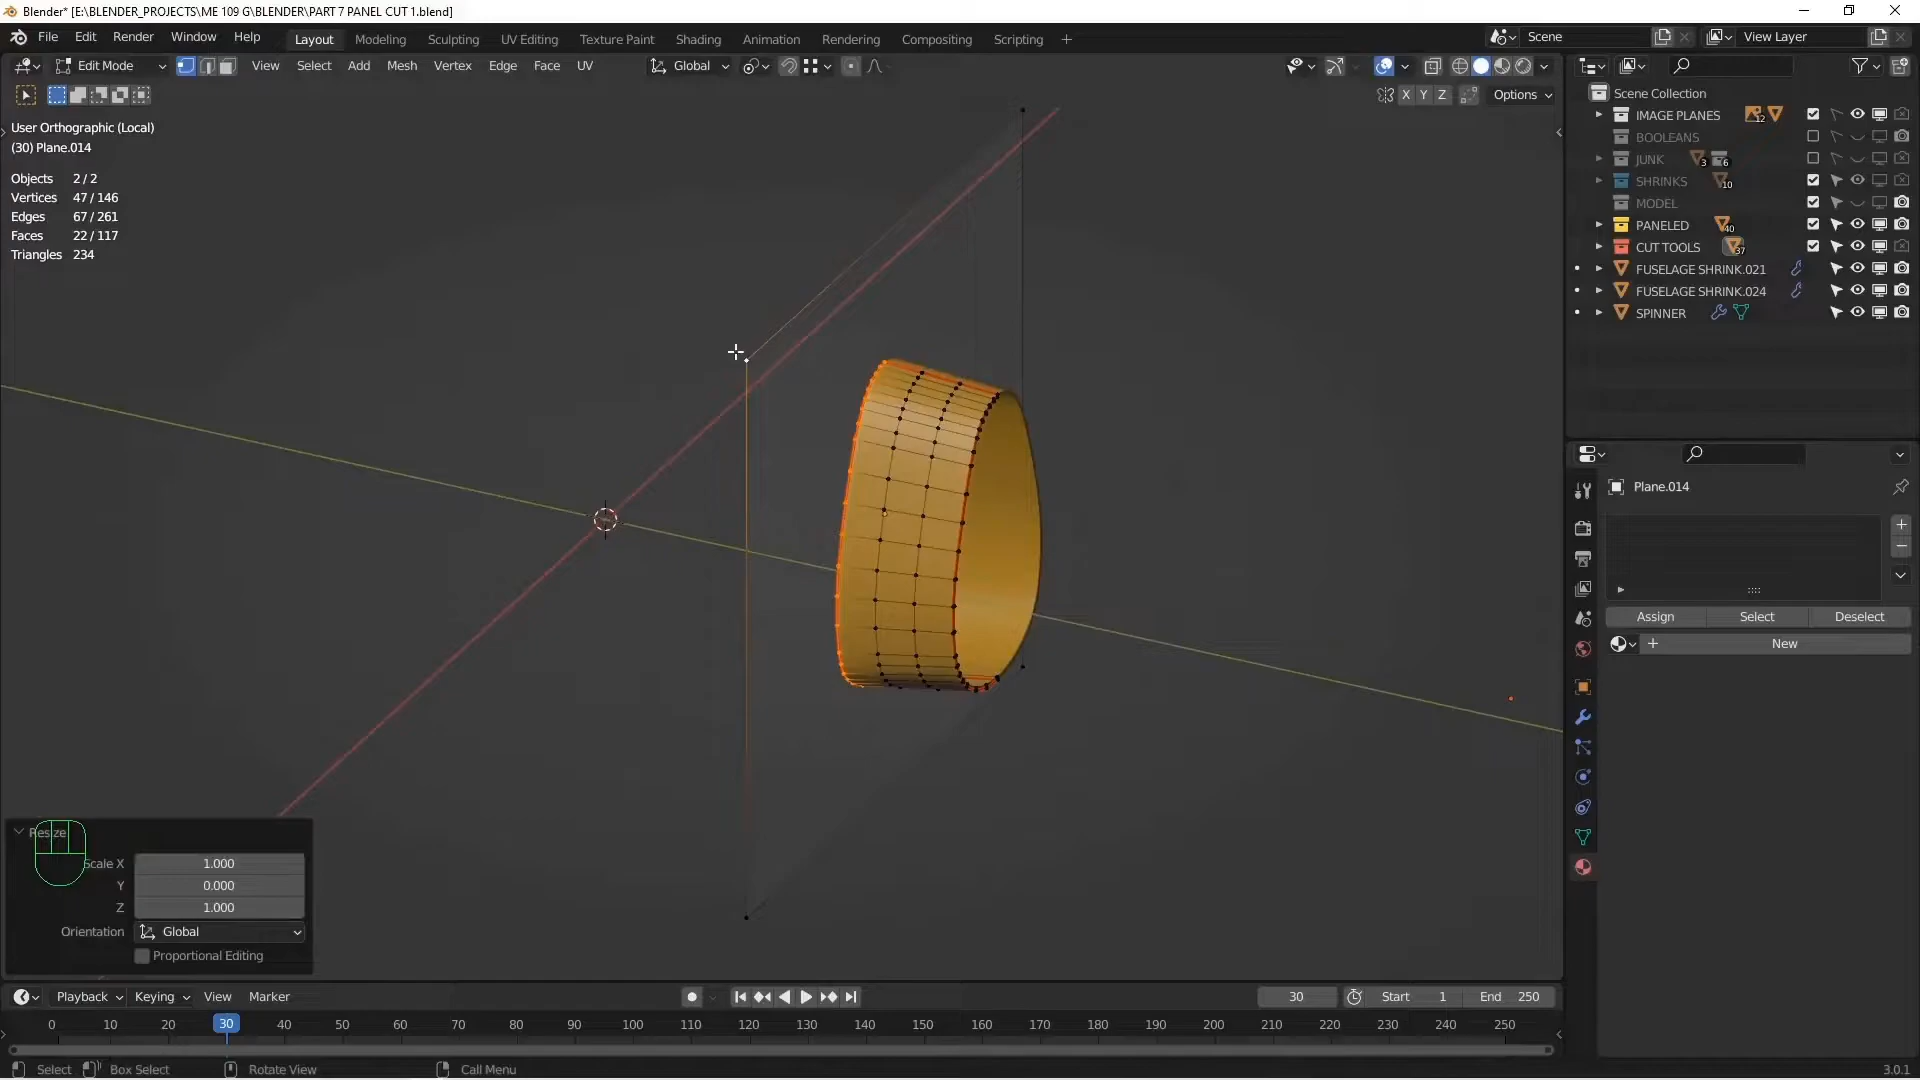 Blender* [E:\BLENDER_PROJECTS\ME 109 G\BLENDER\PART 7 PANEL CUT 1.blend]
File Edit Render Window Help Layout Modeling Sculpting UV Editing Texture Paint Shading Animation Rendering Compositing Scripting + Scene View Layer
Edit Mode View Select Add Mesh Vertex Edge Face UV Global
X Y Z Options
User Orthographic (Local)
(30) Plane.014
Objects 2 / 2
Vertices 47 / 146
Edges 67 / 261
Faces 22 / 117
Triangles 234
Scene Collection
IMAGE PLANES 12
BOOLEANS
JUNK 3 6
SHRINKS 10
MODEL
PANELED 40
CUT TOOLS 37
FUSELAGE SHRINK.021
FUSELAGE SHRINK.024
SPINNER
Plane.014
Assign Select Deselect
New
Resize
Scale X 1.000
Y 0.000
Z 1.000
Orientation Global
Proportional Editing
Playback Keying View Marker 30 Start 1 End 250
0 10 20 30 40 50 60 70 80 90 100 110 120 130 140 150 160 170 180 190 200 210 220 230 240 250
Select Box Select Rotate View Call Menu 3.0.1